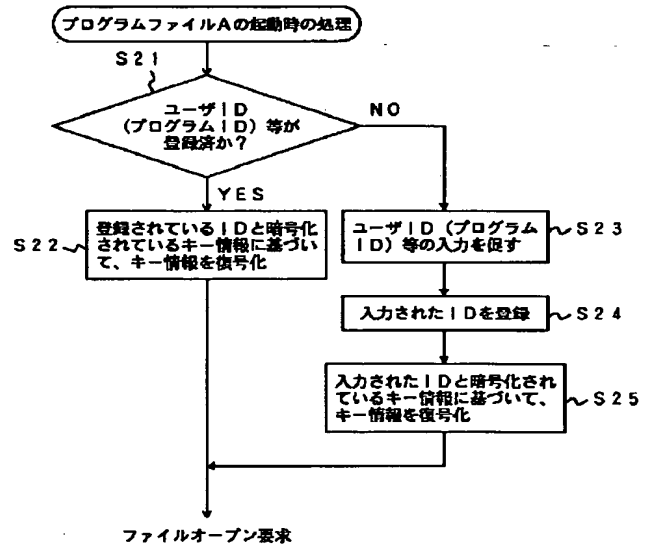 プログラムファイルAの起動時の処理
S21
ユーザID
(プログラムID)等が
登録済か?
NO
YES
S22
登録されているIDと暗号化
されているキー情報に基づい
て、キー情報を復号化
ユーザID(プログラム
ID)等の入力を促す
S23
入力されたIDを登録
S24
入力されたIDと暗号化され
ているキー情報に基づいて、
キー情報を復号化
S25
ファイルオープン要求